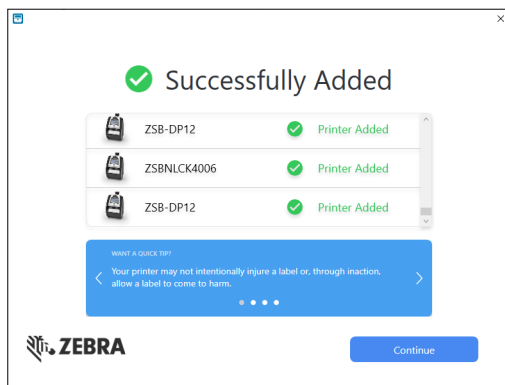 Successfully Added
ZSB-DP12 Printer Added
ZSBNLCK4006 Printer Added
ZSB-DP12 Printer Added
WANT A QUICK TIP?
Your printer may not intentionally injure a label or, through inaction,
allow a label to come to harm.
ZEBRA
Continue